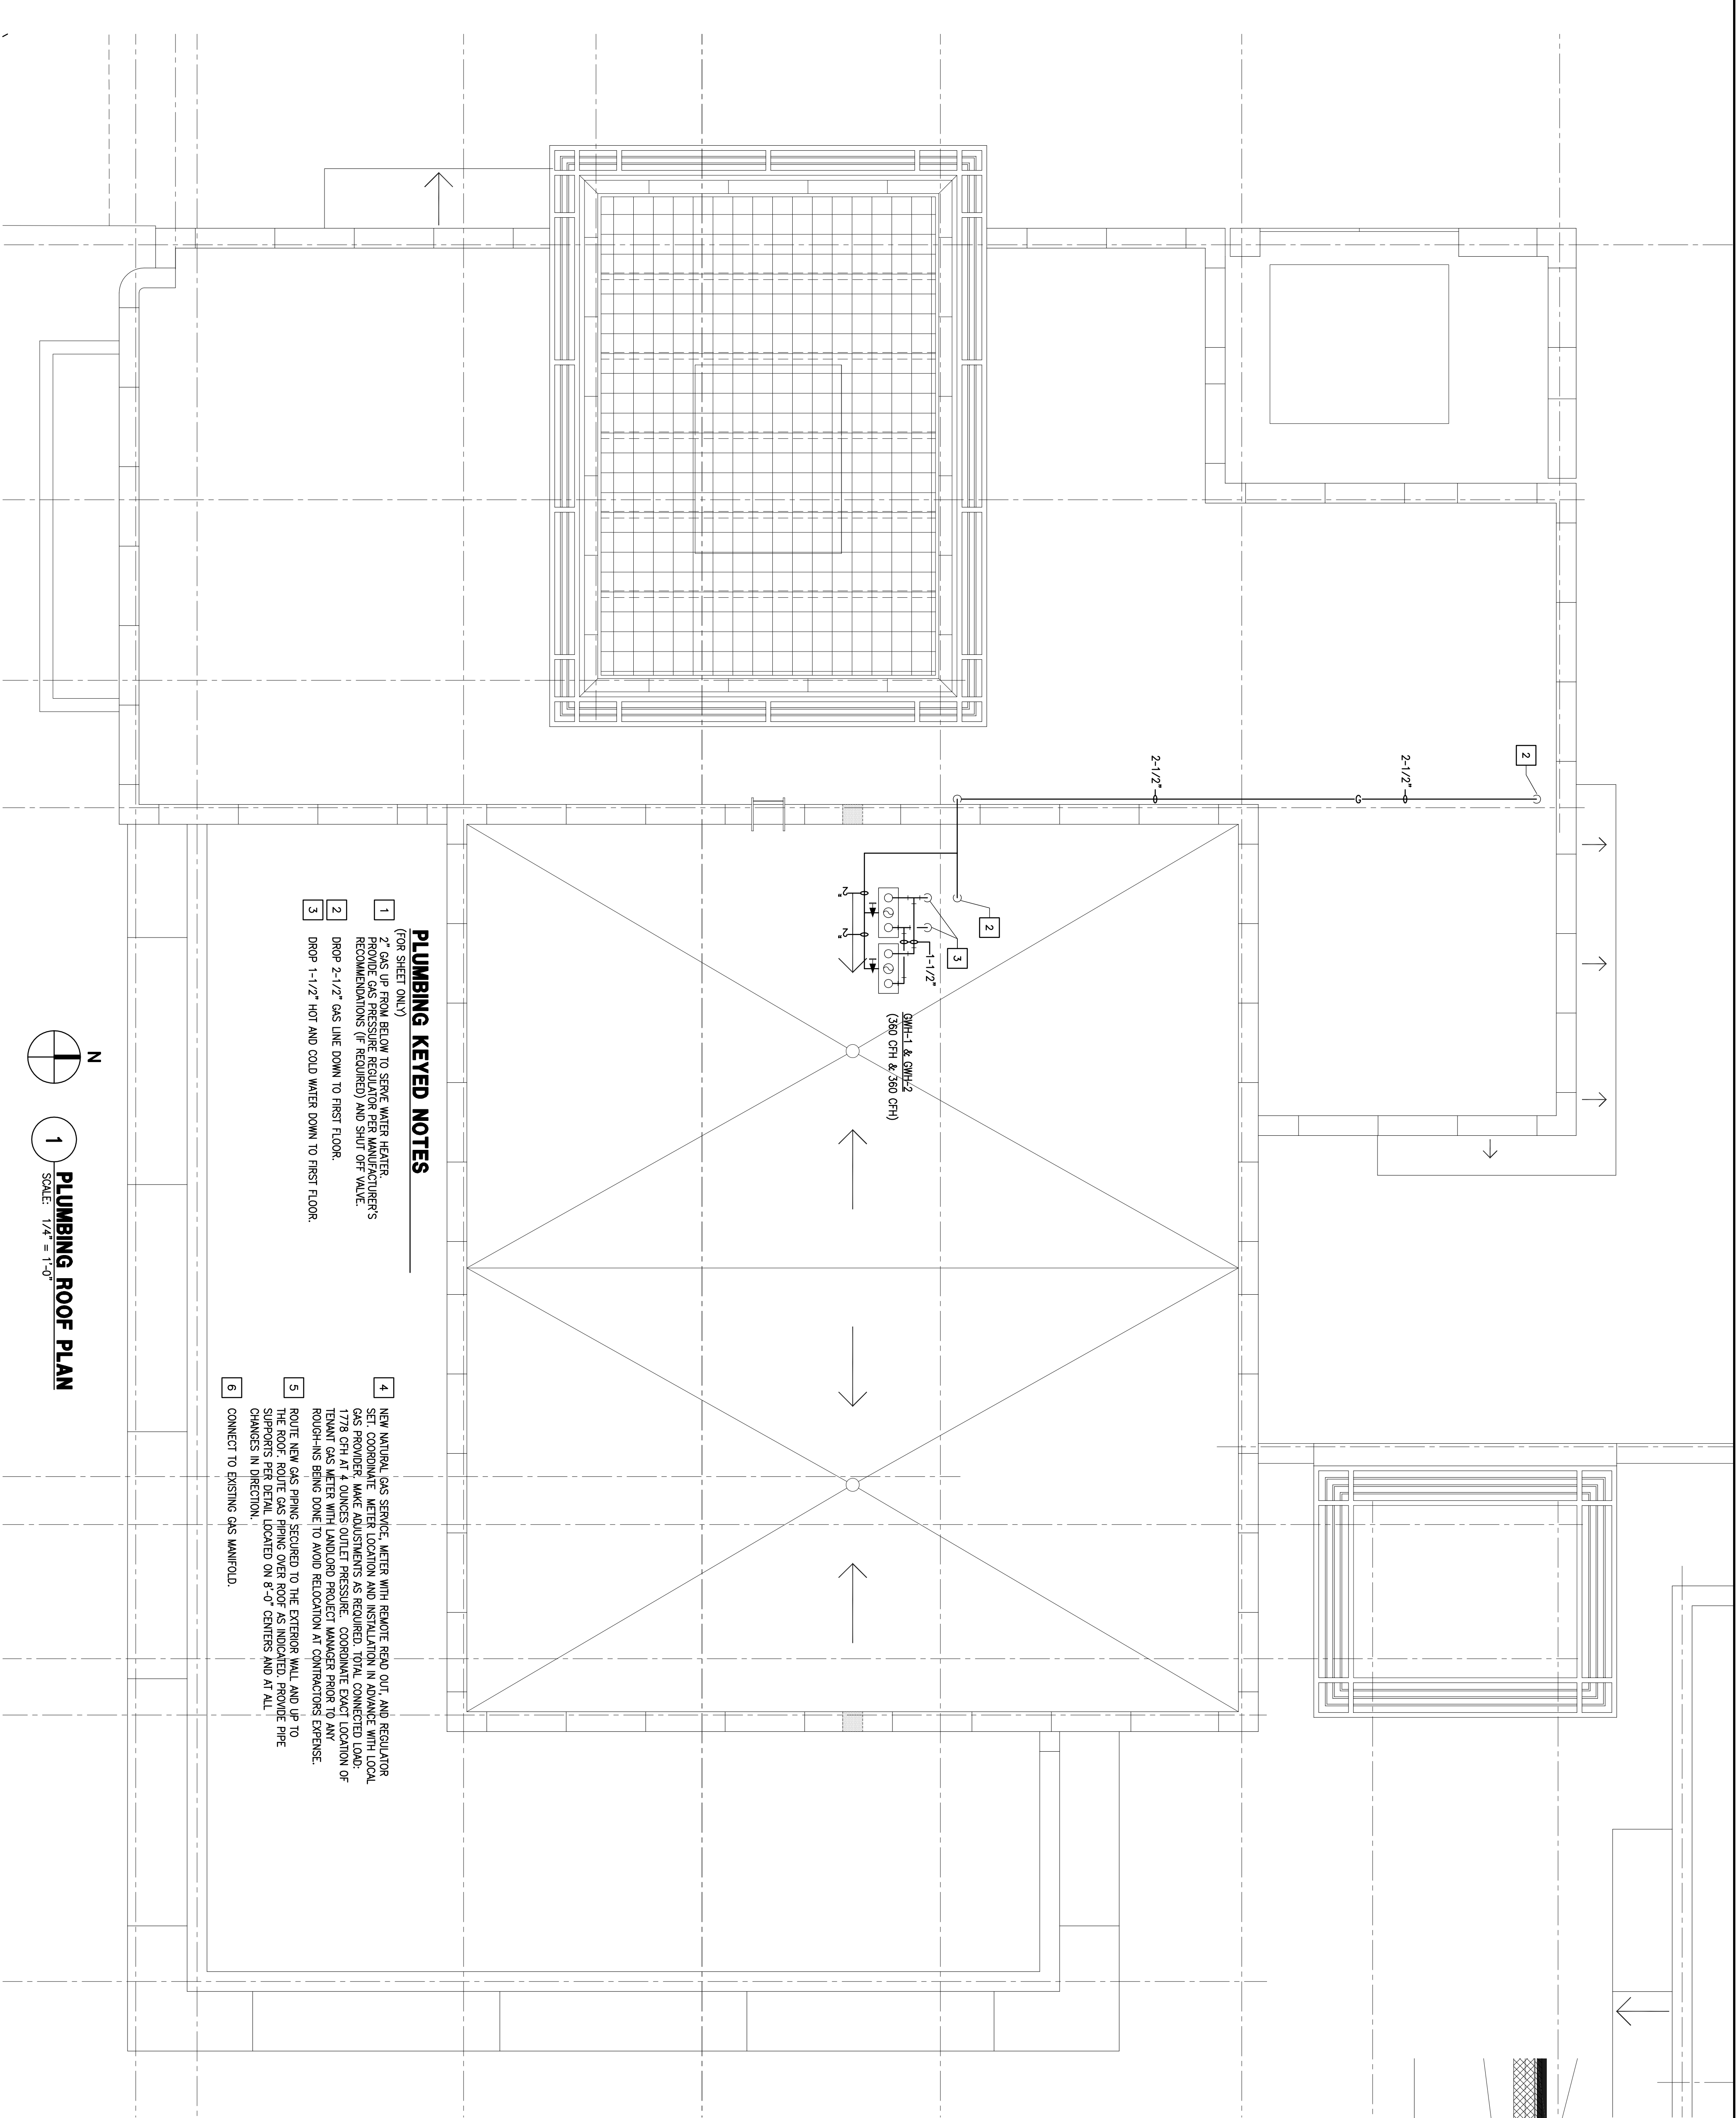 2
2-1/2"
G
2-1/2"
2
3
1-1/2"
2"
2"
GWH-1 & GWH-2
(360 CFH & 360 CFH)
PLUMBING KEYED NOTES
(FOR SHEET ONLY)
1 2" GAS UP FROM BELOW TO SERVE WATER HEATER.
PROVIDE GAS PRESSURE REGULATOR PER MANUFACTURER'S
RECOMMENDATIONS (IF REQUIRED) AND SHUT OFF VALVE.
2 DROP 2-1/2" GAS LINE DOWN TO FIRST FLOOR.
3 DROP 1-1/2" HOT AND COLD WATER DOWN TO FIRST FLOOR.
4 NEW NATURAL GAS SERVICE, METER WITH REMOTE READ OUT, AND REGULATOR
SET. COORDINATE METER LOCATION AND INSTALLATION IN ADVANCE WITH LOCAL
GAS PROVIDER. MAKE ADJUSTMENTS AS REQUIRED. TOTAL CONNECTED LOAD:
1778 CFH AT 4 OUNCES OUTLET PRESSURE. COORDINATE EXACT LOCATION OF
TENANT GAS METER WITH LANDLORD PROJECT MANAGER PRIOR TO ANY
ROUGH-INS BEING DONE TO AVOID RELOCATION AT CONTRACTORS EXPENSE.
5 ROUTE NEW GAS PIPING SECURED TO THE EXTERIOR WALL AND UP TO
THE ROOF. ROUTE GAS PIPING OVER ROOF AS INDICATED. PROVIDE PIPE
SUPPORTS PER DETAIL LOCATED ON 8'-0" CENTERS AND AT ALL
CHANGES IN DIRECTION.
6 CONNECT TO EXISTING GAS MANIFOLD.
N
1 PLUMBING ROOF PLAN
SCALE: 1/4" = 1'-0"